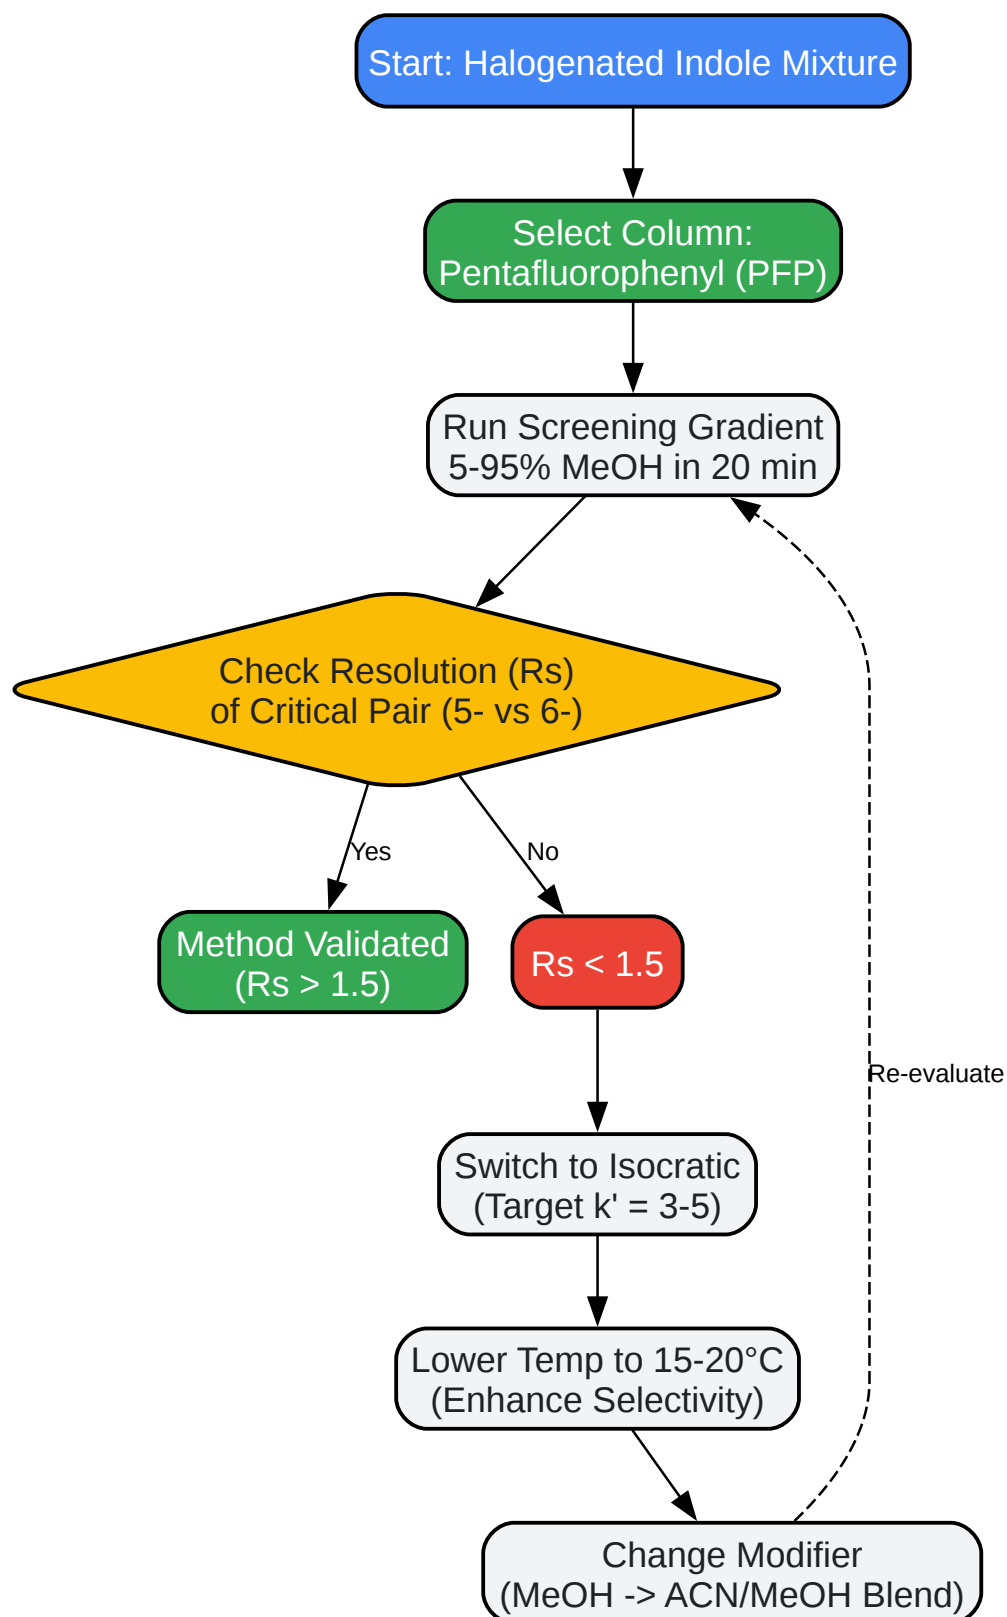 Start: Halogenated Indole Mixture
Select Column:
Pentafluorophenyl (PFP)
Run Screening Gradient
5-95% MeOH in 20 min
Check Resolution (Rs)
of Critical Pair (5- vs 6-)
Yes
No
Method Validated
(Rs > 1.5)
Rs < 1.5
Re-evaluate
Switch to Isocratic
(Target k' = 3-5)
Lower Temp to 15-20°C
(Enhance Selectivity)
Change Modifier
(MeOH -> ACN/MeOH Blend)